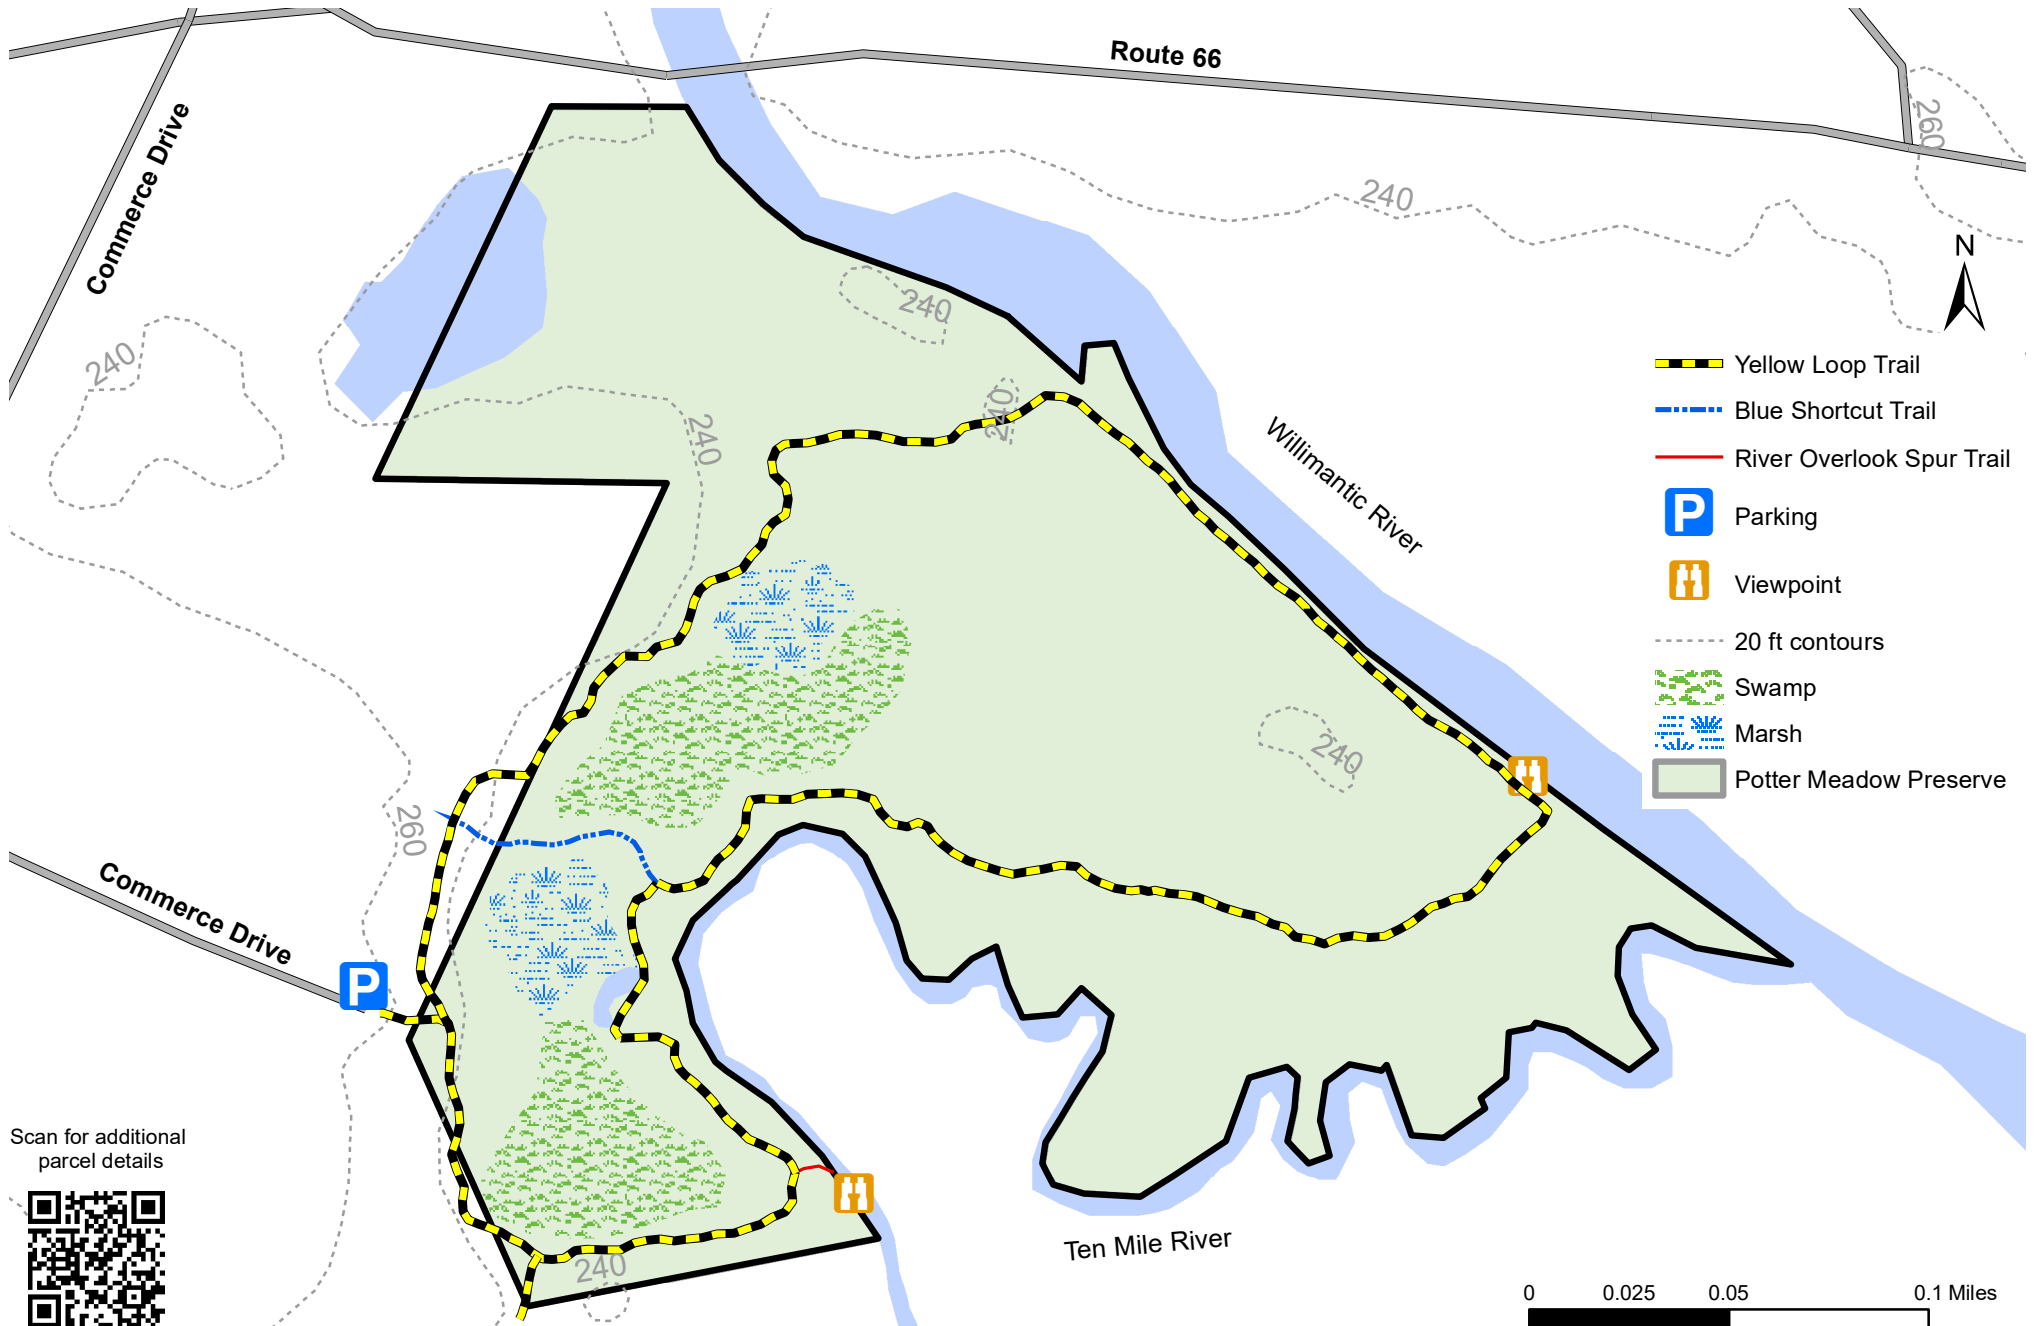 Route 66
Commerce Drive
260
240
N
240
240
240
240
Yellow Loop Trail
Blue Shortcut Trail
River Overlook Spur Trail
P
Parking
Viewpoint
20 ft contours
Swamp
Marsh
Potter Meadow Preserve
Willimantic River
240
260
Commerce Drive
P
Scan for additional
parcel details
Ten Mile River
240
0 0.025 0.05 0.1 Miles